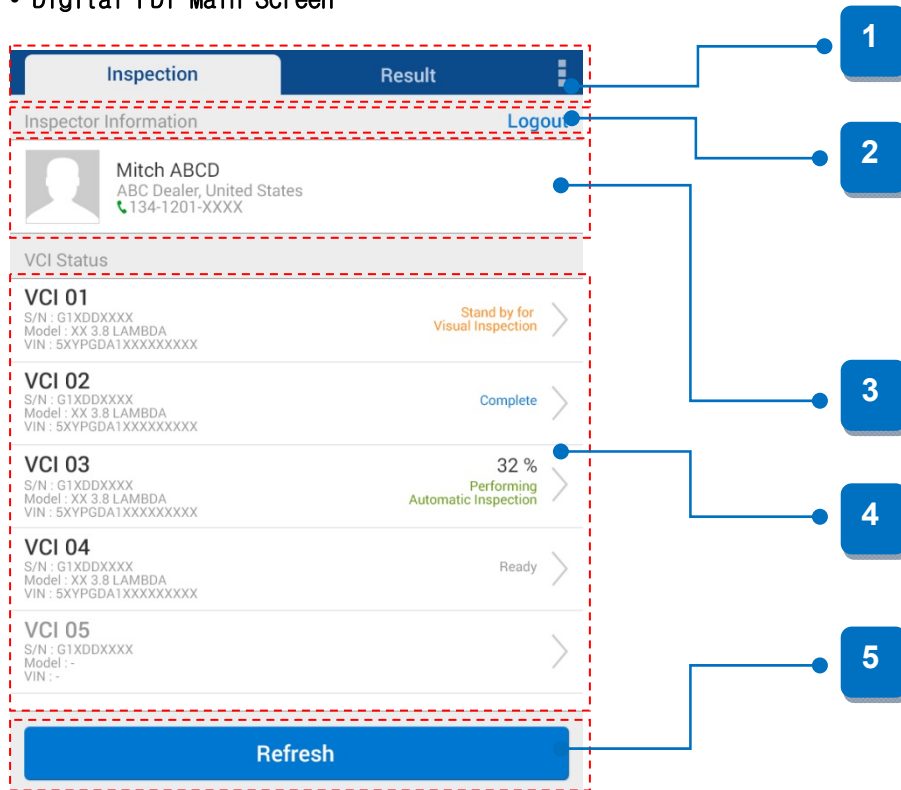 • Digital PDI Main Screen
1
Inspection Result
Inspector Information Logout
2
Mitch ABCD
ABC Dealer, United States
134-1201-XXXX
3
VCI Status
VCI 01
S/N : G1XDDXXXX
Model : XX 3.8 LAMBDA
VIN : 5XYPGDA1XXXXXXXXX
Stand by for
Visual Inspection
VCI 02
S/N : G1XDDXXXX
Model : XX 3.8 LAMBDA
VIN : 5XYPGDA1XXXXXXXXX
Complete
VCI 03
S/N : G1XDDXXXX
Model : XX 3.8 LAMBDA
VIN : 5XYPGDA1XXXXXXXXX
32 %
Performing
Automatic Inspection
4
VCI 04
S/N : G1XDDXXXX
Model : XX 3.8 LAMBDA
VIN : 5XYPGDA1XXXXXXXXX
Ready
VCI 05
S/N : G1XDDXXXX
Model : -
VIN : -
5
Refresh